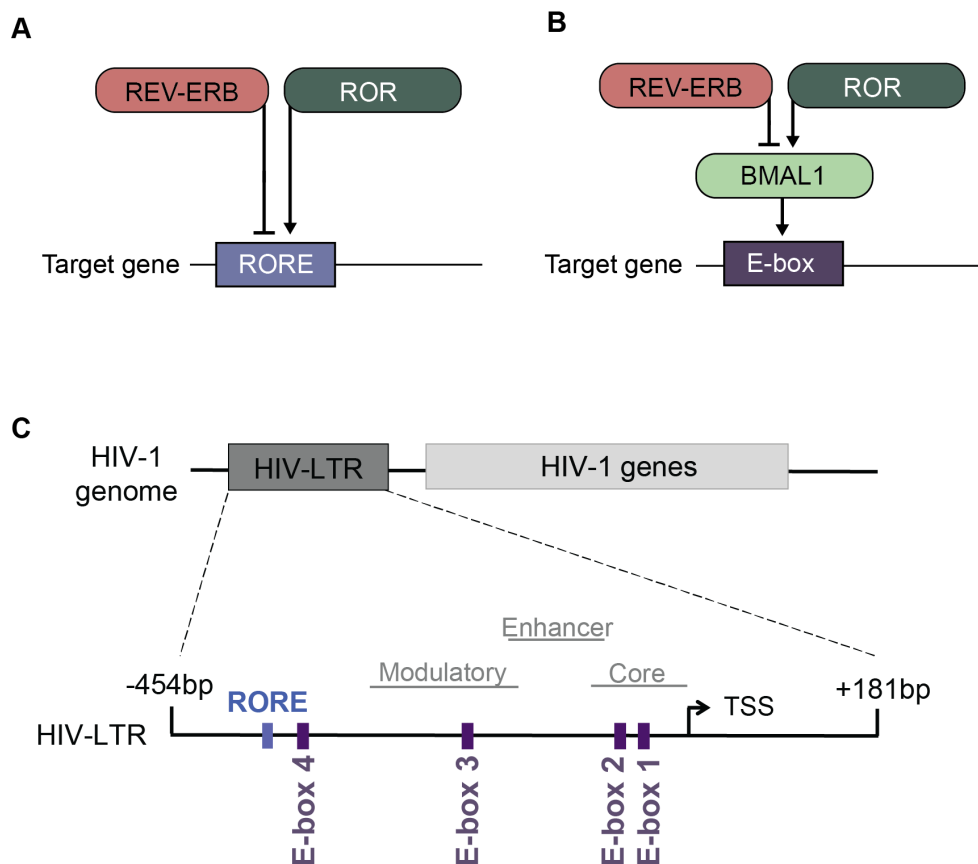 A
REV-ERB
ROR
Target gene
RORE
B
REV-ERB
ROR
BMAL1
Target gene
E-box
C
HIV-1
genome
HIV-LTR
HIV-1 genes
Enhancer
Modulatory
Core
-454bp
RORE
TSS
+181bp
HIV-LTR
E-box 4
E-box 3
E-box 2
E-box 1